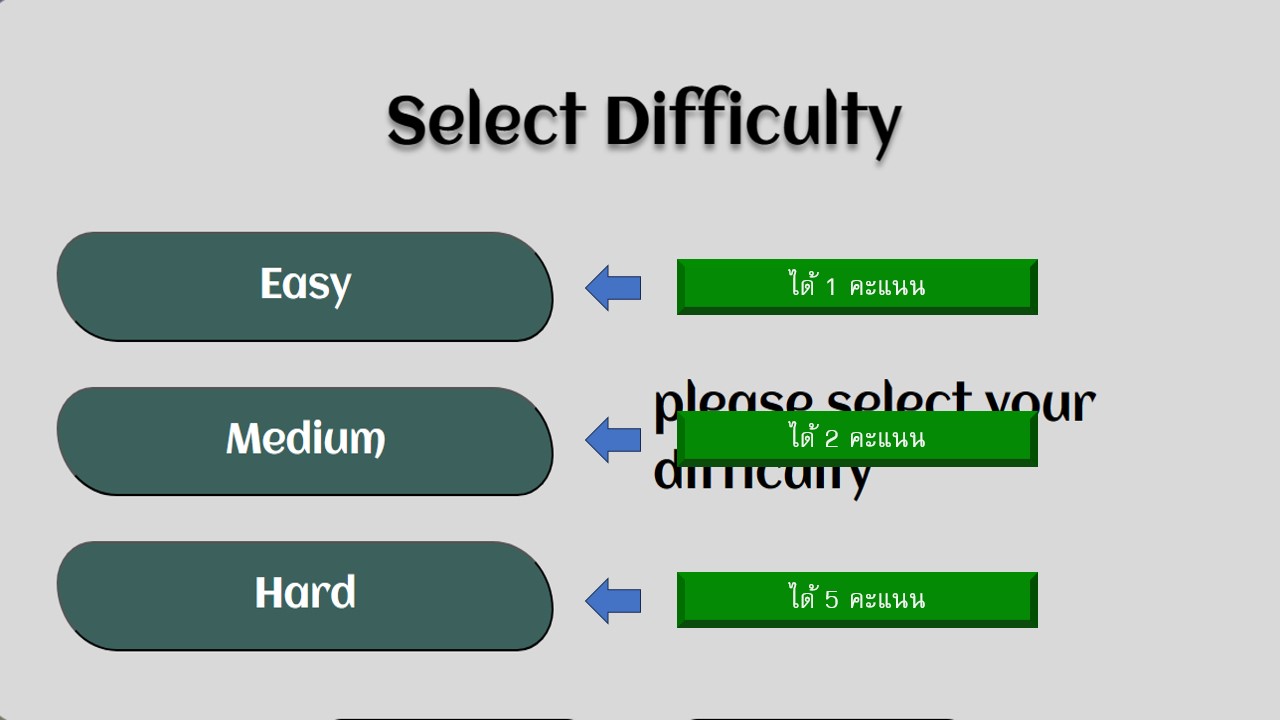 Select Difficulty
Easy
ได้ 1 คะแนน
please select your
Medium
ได้ 2 คะแนน
difficulty
Hard
ได้ 5 คะแนน